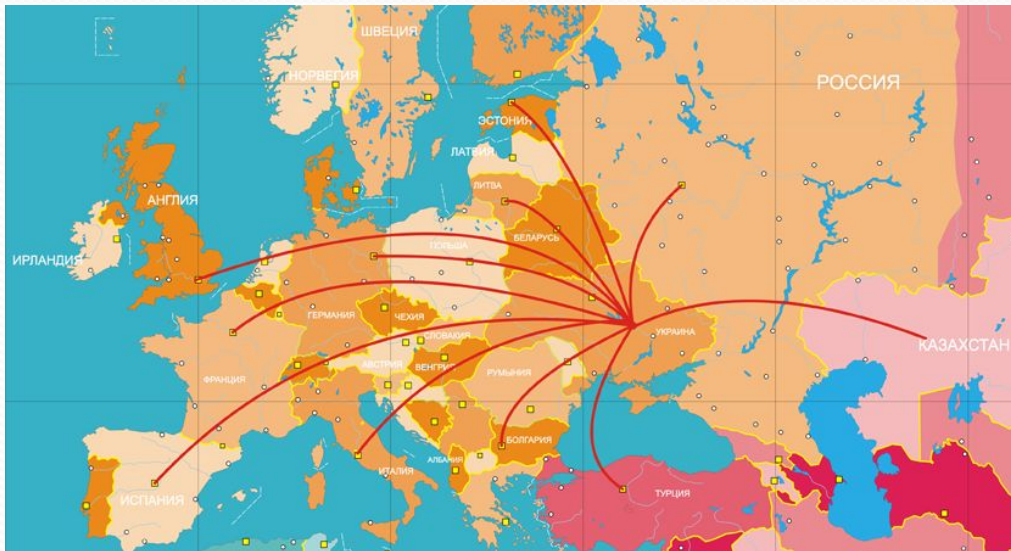 ШВЕЦИЯ
НОРВЕГИЯ
РОССИЯ
ЭСТОНИЯ
ЛАТВИЯ
ЛИТВА
АНГЛИЯ
БЕЛАРУСЬ
ПОЛЬША
ИРЛАНДИЯ
ГЕРМАНИЯ
ЧЕХИЯ
УКРАИНА
СЛОВАКИЯ
КАЗАХСТАН
АВСТРИЯ
ВЕНГРИЯ
РУМЫНИЯ
ФРАНЦИЯ
БОЛГАРИЯ
АЛБАНИЯ
ИТАЛИЯ
ИСПАНИЯ
ТУРЦИЯ